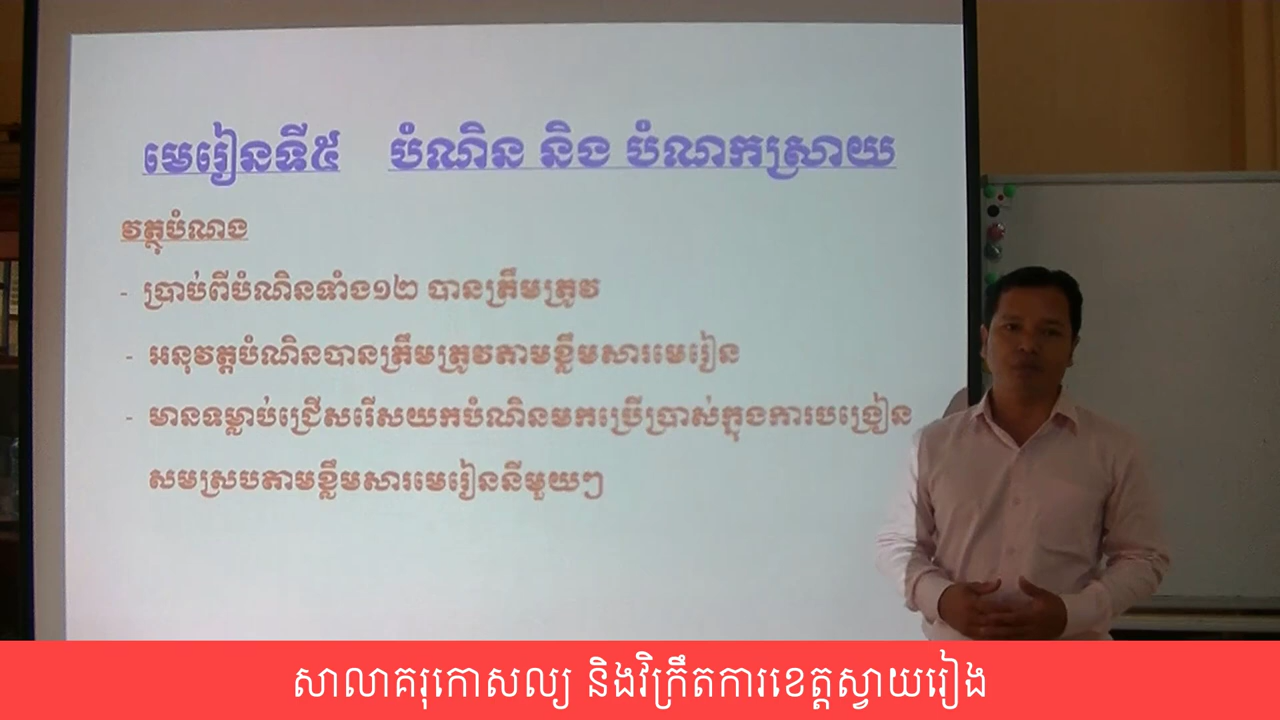 មេរៀនទី៥ បំណិន និង បំណកស្រាយ
វត្ថុបំណង
- ប្រាប់ពីបំណិនទាំង១២ បានត្រឹមត្រូវ
- អនុវត្តបំណិនបានត្រឹមត្រូវតាមខ្លឹមសារមេរៀន
- មានទម្លាប់ជ្រើសរើសយកបំណិនមកប្រើប្រាស់ក្នុងការបង្រៀន
សមស្របតាមខ្លឹមសារមេរៀននីមួយៗ
សាលាគរុកោសល្យ និងវិក្រឹតការខេត្តស្វាយរៀង